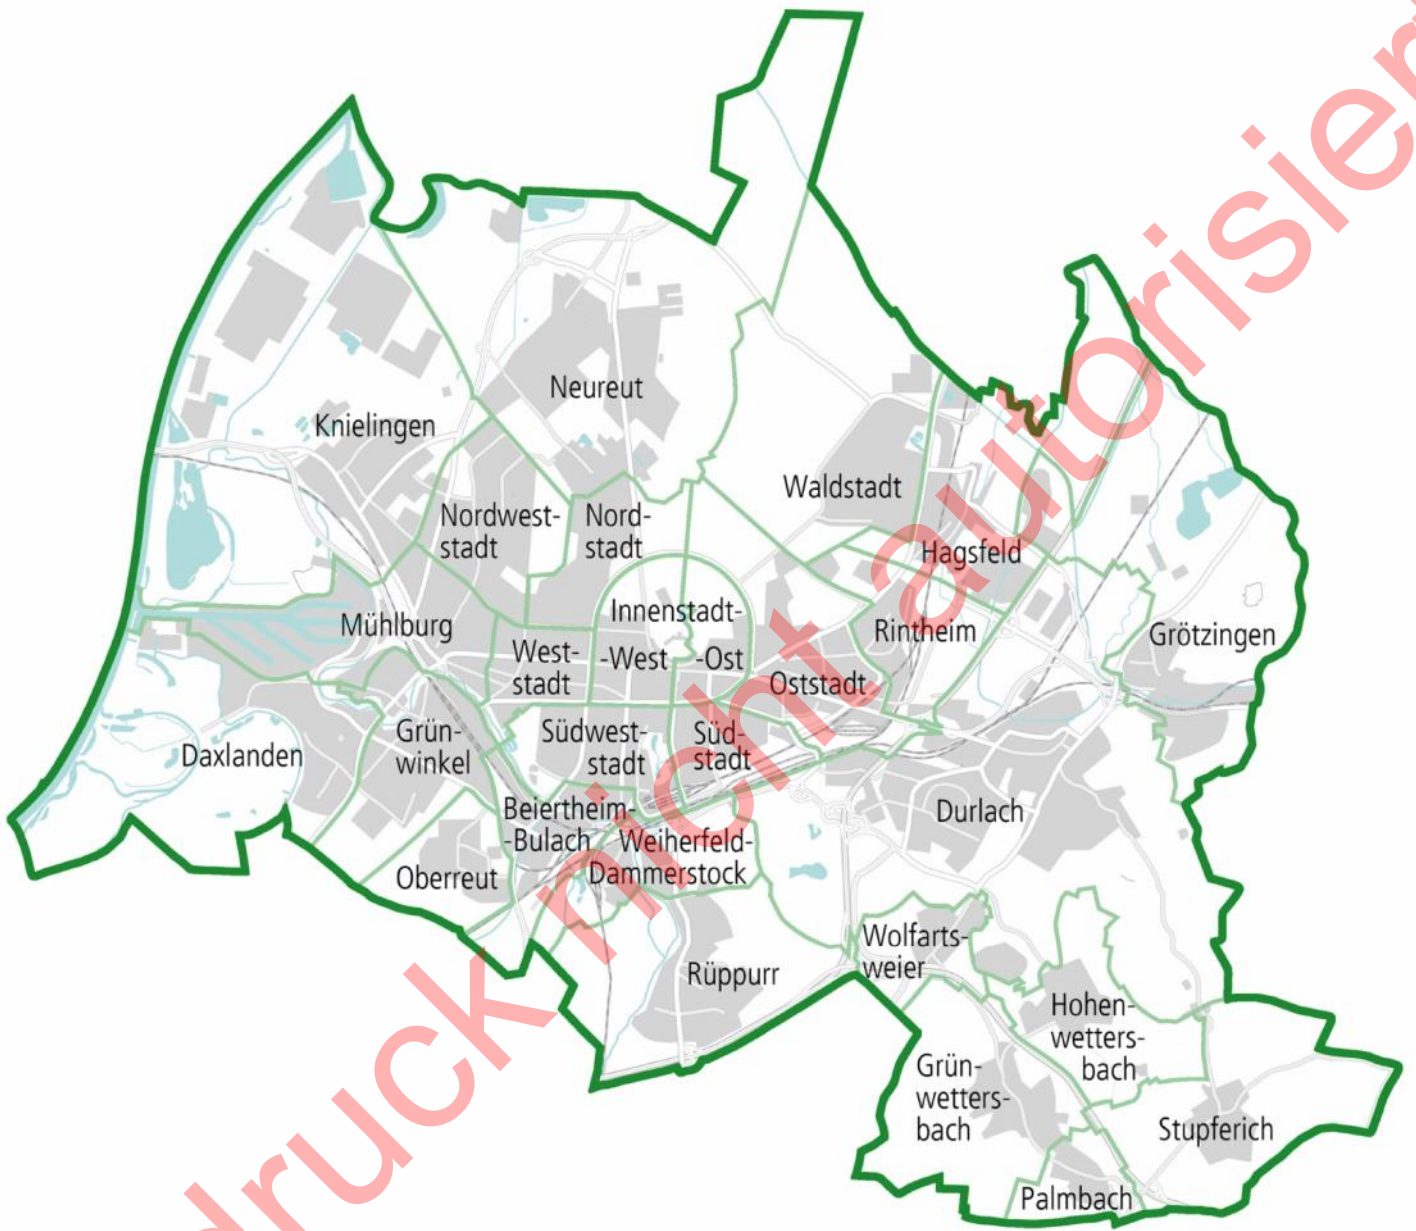 Neureut
Knielingen
Waldstadt
Nordwest-
stadt
Nord-
stadt
Hagsfeld
Innenstadt-
Mühlburg
Rintheim
Grötzingen
West-
stadt
-West
-Ost
Oststadt
Grün-
winkel
Südwest-
stadt
Süd-
stadt
Daxlanden
Beiertheim-
-Bulach
Weiherfeld-
Dammerstock
Durlach
Oberreut
Wolfarts-
weier
Rüppurr
Hohen-
wetters-
bach
Grün-
wetters-
bach
Stupferich
Palmbach
druck nicht autorisier